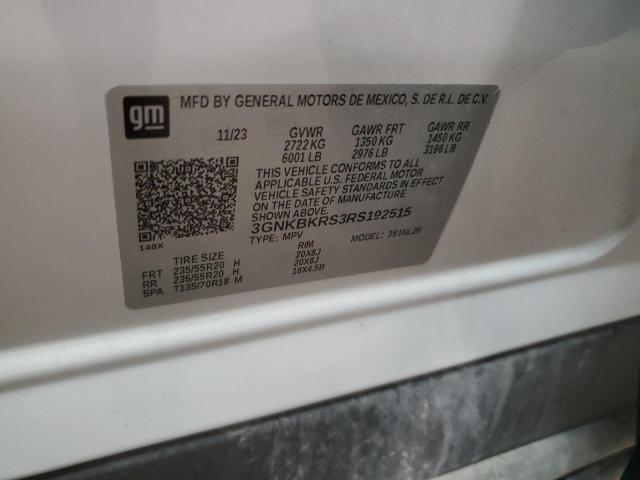 gm
MFD BY GENERAL MOTORS DE MEXICO, S. DE R.L. DE C.V.
11/23 GVWR GAWR FRT GAWR RR
2722 KG 1350 KG 1450 KG
6001 LB 2976 LB 3196 LB
THIS VEHICLE CONFORMS TO ALL
APPLICABLE U.S. FEDERAL MOTOR
VEHICLE SAFETY STANDARDS IN EFFECT
ON THE DATE OF MANUFACTURE
SHOWN ABOVE.
3GNKBKRS3RS192515
TYPE: MPV MODEL: 351NL26
140X
TIRE SIZE RIM
FRT 235/55R20 H 20X8J
RR 235/55R20 H 20X8J
SPA T135/70R18 M 18X4.5B